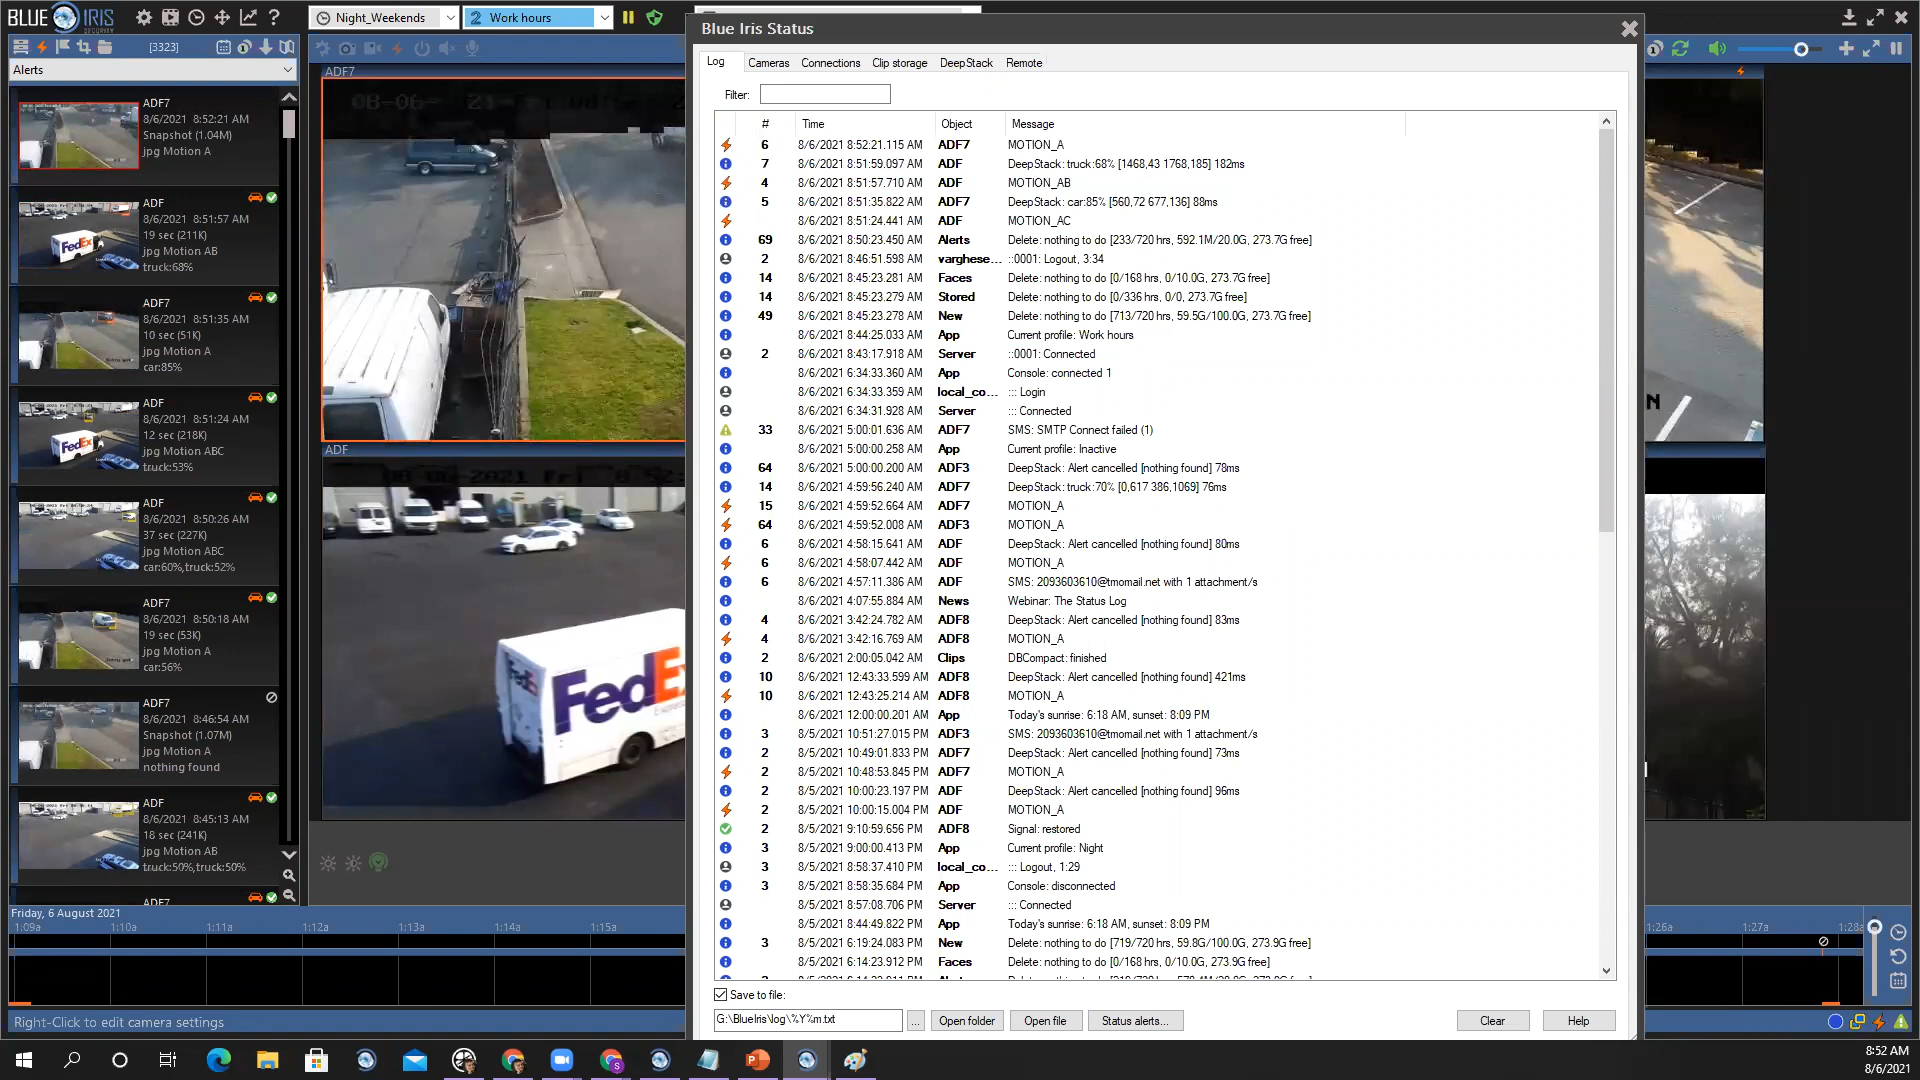 BLUE IRIS
SECURITY
Night_Weekends
2 Work hours
[3323]
Alerts
ADF7
8/6/2021 8:52:21 AM
Snapshot (1.04M)
jpg Motion A
ADF
8/6/2021 8:51:57 AM
19 sec (211K)
jpg Motion AB
truck:68%
ADF7
8/6/2021 8:51:35 AM
10 sec (51K)
jpg Motion A
car:85%
ADF
8/6/2021 8:51:24 AM
12 sec (218K)
jpg Motion ABC
truck:53%
ADF
8/6/2021 8:50:26 AM
37 sec (227K)
jpg Motion ABC
car:60%,truck:52%
ADF7
8/6/2021 8:50:18 AM
19 sec (53K)
jpg Motion A
car:56%
ADF7
8/6/2021 8:46:54 AM
Snapshot (1.07M)
jpg Motion A
nothing found
ADF
8/6/2021 8:45:13 AM
18 sec (241K)
jpg Motion AB
truck:50%,truck:50%
ADF7
ADF7
ADF
FedEx
Friday, 6 August 2021
1:09a 1:10a 1:11a 1:12a 1:13a 1:14a 1:15a
1:26a 1:27a 1:28a
Right-Click to edit camera settings
Blue Iris Status
Log Cameras Connections Clip storage DeepStack Remote
Filter:
# Time Object Message
6 8/6/2021 8:52:21.115 AM ADF7 MOTION_A
7 8/6/2021 8:51:59.097 AM ADF DeepStack: truck:68% [1468,43 1768,185] 182ms
4 8/6/2021 8:51:57.710 AM ADF MOTION_AB
5 8/6/2021 8:51:35.822 AM ADF7 DeepStack: car:85% [560,72 677,136] 88ms
8/6/2021 8:51:24.441 AM ADF MOTION_AC
69 8/6/2021 8:50:23.450 AM Alerts Delete: nothing to do [233/720 hrs, 592.1M/20.0G, 273.7G free]
2 8/6/2021 8:46:51.598 AM varghese... ::0001: Logout, 3:34
14 8/6/2021 8:45:23.281 AM Faces Delete: nothing to do [0/168 hrs, 0/10.0G, 273.7G free]
14 8/6/2021 8:45:23.279 AM Stored Delete: nothing to do [0/336 hrs, 0/0, 273.7G free]
49 8/6/2021 8:45:23.278 AM New Delete: nothing to do [713/720 hrs, 59.5G/100.0G, 273.7G free]
8/6/2021 8:44:25.033 AM App Current profile: Work hours
2 8/6/2021 8:43:17.918 AM Server ::0001: Connected
8/6/2021 6:34:33.360 AM App Console: connected 1
8/6/2021 6:34:33.359 AM local_co... ::: Login
8/6/2021 6:34:31.928 AM Server ::: Connected
33 8/6/2021 5:00:01.636 AM ADF7 SMS: SMTP Connect failed (1)
8/6/2021 5:00:00.258 AM App Current profile: Inactive
64 8/6/2021 5:00:00.200 AM ADF3 DeepStack: Alert cancelled [nothing found] 78ms
14 8/6/2021 4:59:56.240 AM ADF7 DeepStack: truck:70% [0,617 386,1069] 76ms
15 8/6/2021 4:59:52.664 AM ADF7 MOTION_A
64 8/6/2021 4:59:52.008 AM ADF3 MOTION_A
6 8/6/2021 4:58:15.641 AM ADF DeepStack: Alert cancelled [nothing found] 80ms
6 8/6/2021 4:58:07.442 AM ADF MOTION_A
6 8/6/2021 4:57:11.386 AM ADF SMS: 2093603610@tmomail.net with 1 attachment/s
8/6/2021 4:07:55.884 AM News Webinar: The Status Log
4 8/6/2021 3:42:24.782 AM ADF8 DeepStack: Alert cancelled [nothing found] 83ms
4 8/6/2021 3:42:16.769 AM ADF8 MOTION_A
2 8/6/2021 2:00:05.042 AM Clips DBCompact: finished
10 8/6/2021 12:43:33.599 AM ADF8 DeepStack: Alert cancelled [nothing found] 421ms
10 8/6/2021 12:43:25.214 AM ADF8 MOTION_A
8/6/2021 12:00:00.201 AM App Today's sunrise: 6:18 AM, sunset: 8:09 PM
3 8/5/2021 10:51:27.015 PM ADF3 SMS: 2093603610@tmomail.net with 1 attachment/s
2 8/5/2021 10:49:01.833 PM ADF7 DeepStack: Alert cancelled [nothing found] 73ms
2 8/5/2021 10:48:53.845 PM ADF7 MOTION_A
2 8/5/2021 10:00:23.197 PM ADF DeepStack: Alert cancelled [nothing found] 96ms
2 8/5/2021 10:00:15.004 PM ADF MOTION_A
2 8/5/2021 9:10:59.656 PM ADF8 Signal: restored
3 8/5/2021 9:00:00.413 PM App Current profile: Night
3 8/5/2021 8:58:37.410 PM local_co... ::: Logout, 1:29
3 8/5/2021 8:58:35.684 PM App Console: disconnected
8/5/2021 8:57:08.706 PM Server ::: Connected
8/5/2021 8:44:49.822 PM App Today's sunrise: 6:18 AM, sunset: 8:09 PM
3 8/5/2021 6:19:24.083 PM New Delete: nothing to do [719/720 hrs, 59.8G/100.0G, 273.9G free]
8/5/2021 6:14:23.912 PM Faces Delete: nothing to do [0/168 hrs, 0/10.0G, 273.9G free]
Save to file:
G:\BlueIris\log\%Y%m.txt ... Open folder Open file Status alerts... Clear Help
8:52 AM
8/6/2021